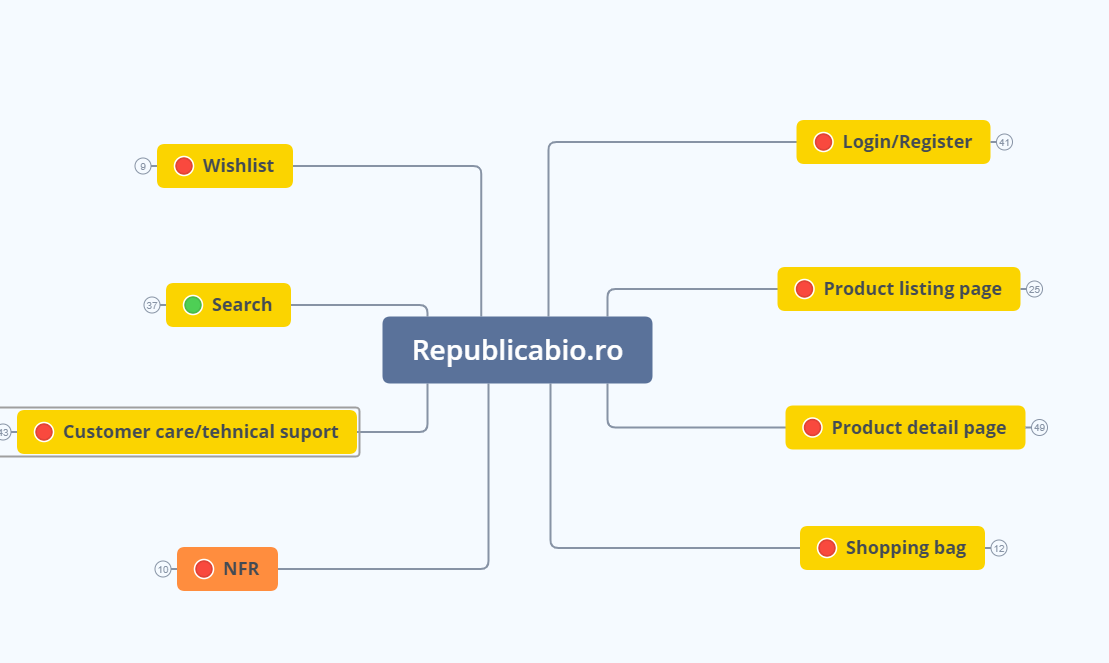 Login/Register
41
9
Wishlist
Product listing page
25
37
Search
Republicabio.ro
Product detail page
49
43
Customer care/tehnical suport
Shopping bag
12
10
NFR